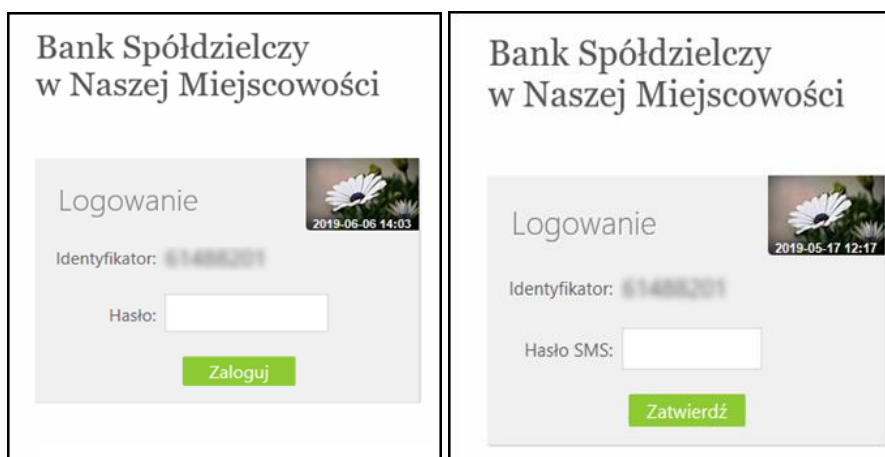 Bank Spółdzielczy
w Naszej Miejscowości
Logowanie
2019-06-06 14:03
Identyfikator:
Hasło:
Zaloguj
Bank Spółdzielczy
w Naszej Miejscowości
Logowanie
2019-05-17 12:17
Identyfikator:
Hasło SMS:
Zatwierdź